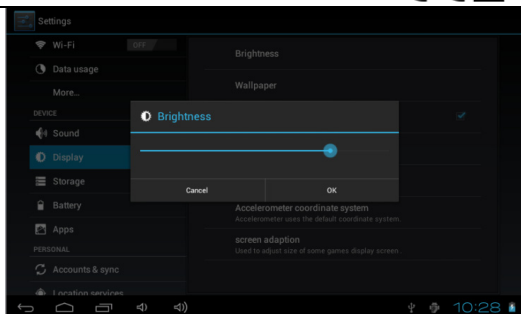 Settings
Wi-Fi
OFF
Data usage
More...
DEVICE
Sound
Display
Storage
Battery
Apps
PERSONAL
Accounts & sync
Location services
Brightness
Wallpaper
Brightness
Cancel
OK
Accelerometer coordinate system
Accelerometer uses the default coordinate system.
screen adaption
Used to adjust size of some games display screen.
10:28